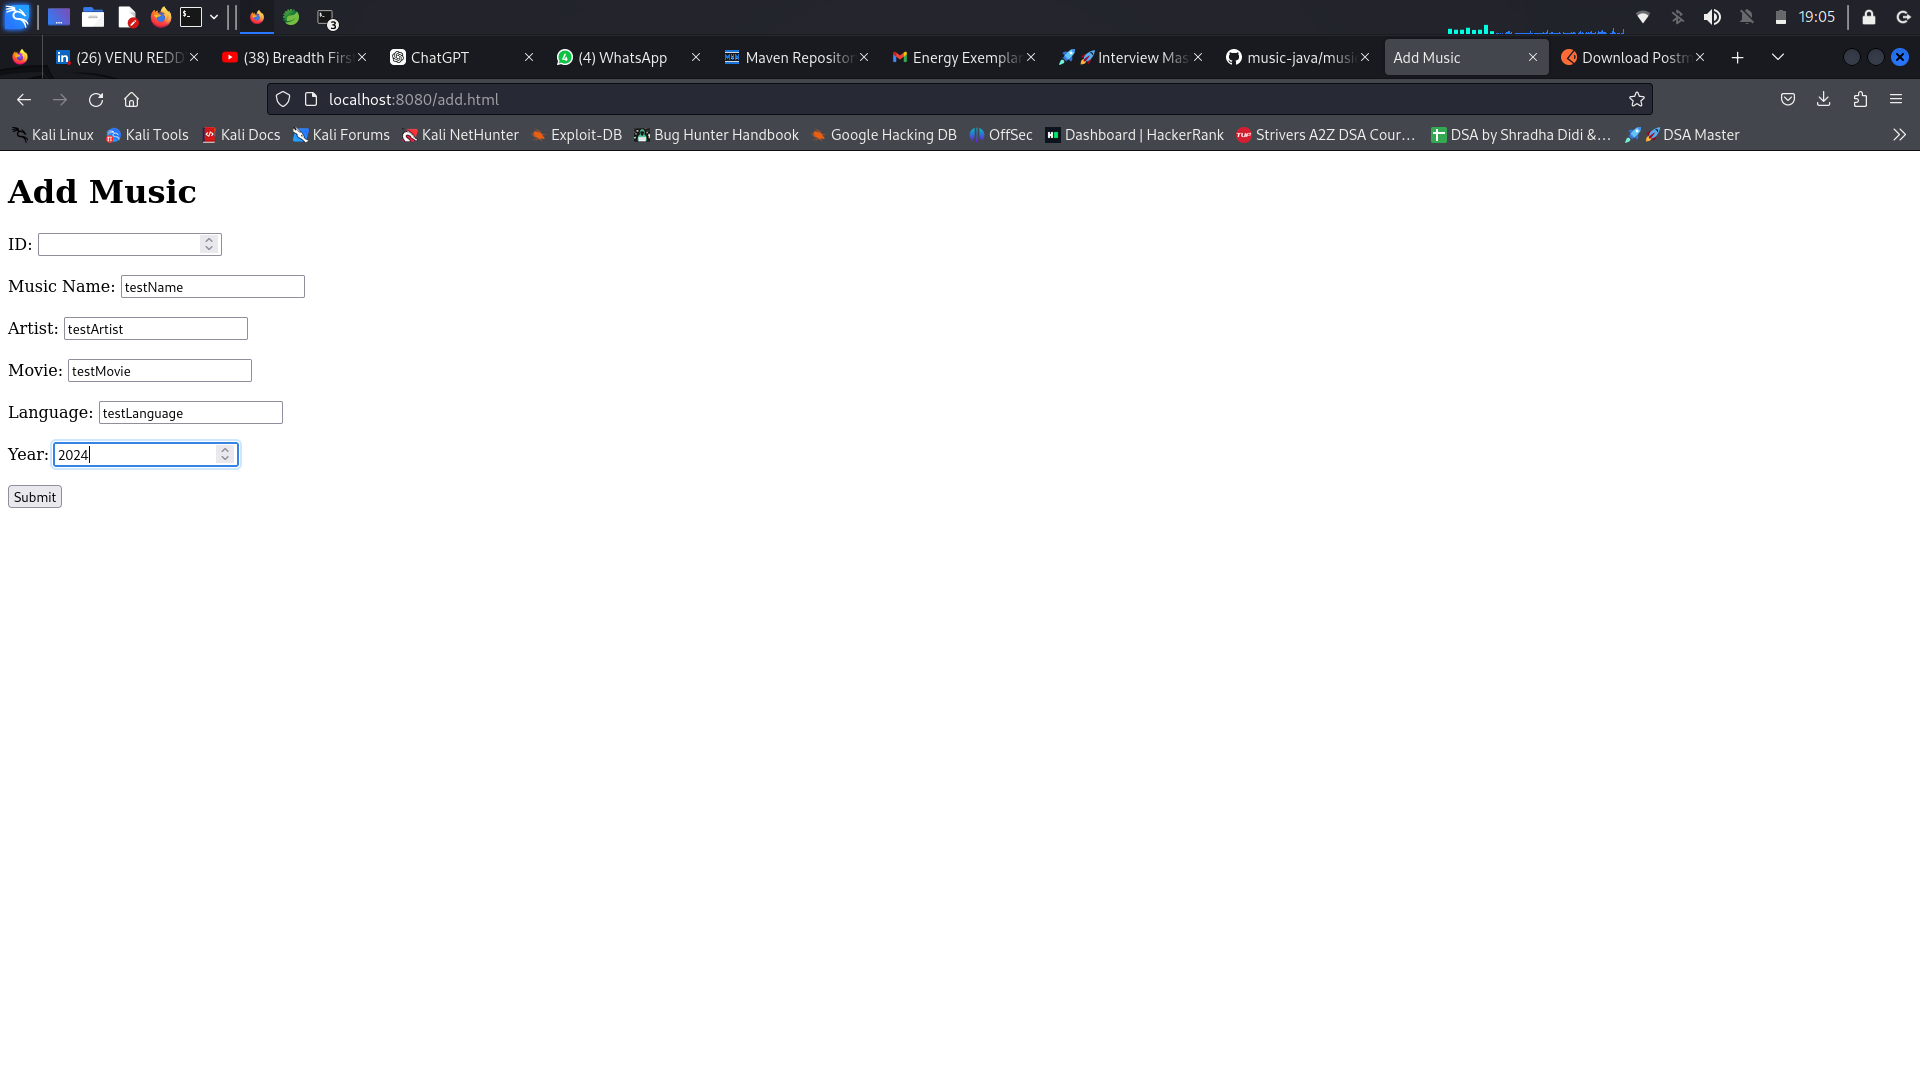 3
19:05
(26) VENU REDD
(38) Breadth Firs
ChatGPT
(4) WhatsApp
Maven Repositor
Energy Exemplar
🚀 🚀 Interview Mas
music-java/musi
Add Music
Download Postm
localhost:8080/add.html
Kali Linux
Kali Tools
Kali Docs
Kali Forums
Kali NetHunter
Exploit-DB
Bug Hunter Handbook
Google Hacking DB
OffSec
Dashboard | HackerRank
Strivers A2Z DSA Cour…
DSA by Shradha Didi &…
🚀 🚀 DSA Master
Add Music
ID:
Music Name: testName
Artist: testArtist
Movie: testMovie
Language: testLanguage
Year: 2024
Submit